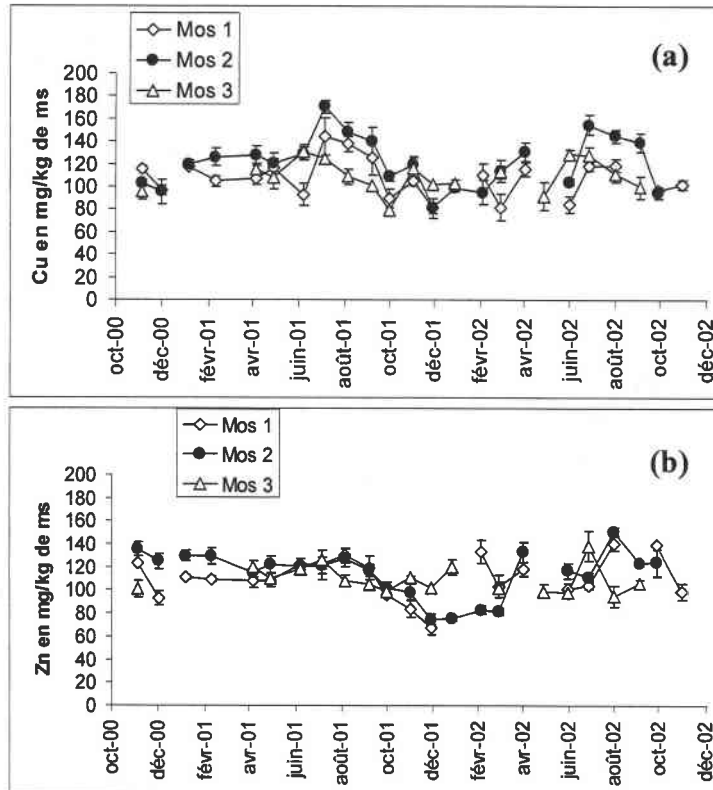 Mos 1
Mos 2
Mos 3
(a)
Cu en mg/kg de ms
200
180
160
140
120
100
80
60
40
20
0
oct-00
déc-00
févr-01
avr-01
juin-01
août-01
oct-01
déc-01
févr-02
avr-02
juin-02
août-02
oct-02
déc-02
Mos 1
Mos 2
Mos 3
(b)
Zn en mg/kg de ms
200
180
160
140
120
100
80
60
40
20
0
oct-00
déc-00
févr-01
avr-01
juin-01
août-01
oct-01
déc-01
févr-02
avr-02
juin-02
août-02
oct-02
déc-02